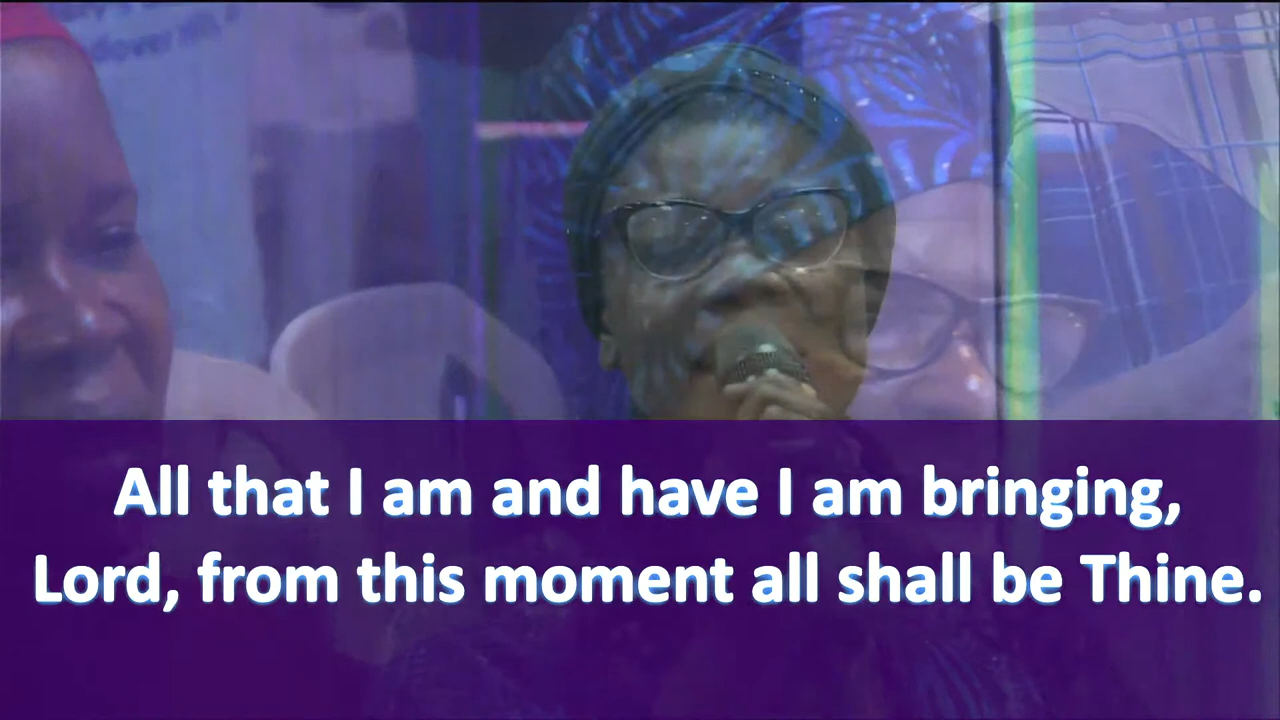 All that I am and have I am bringing,
Lord, from this moment all shall be Thine.